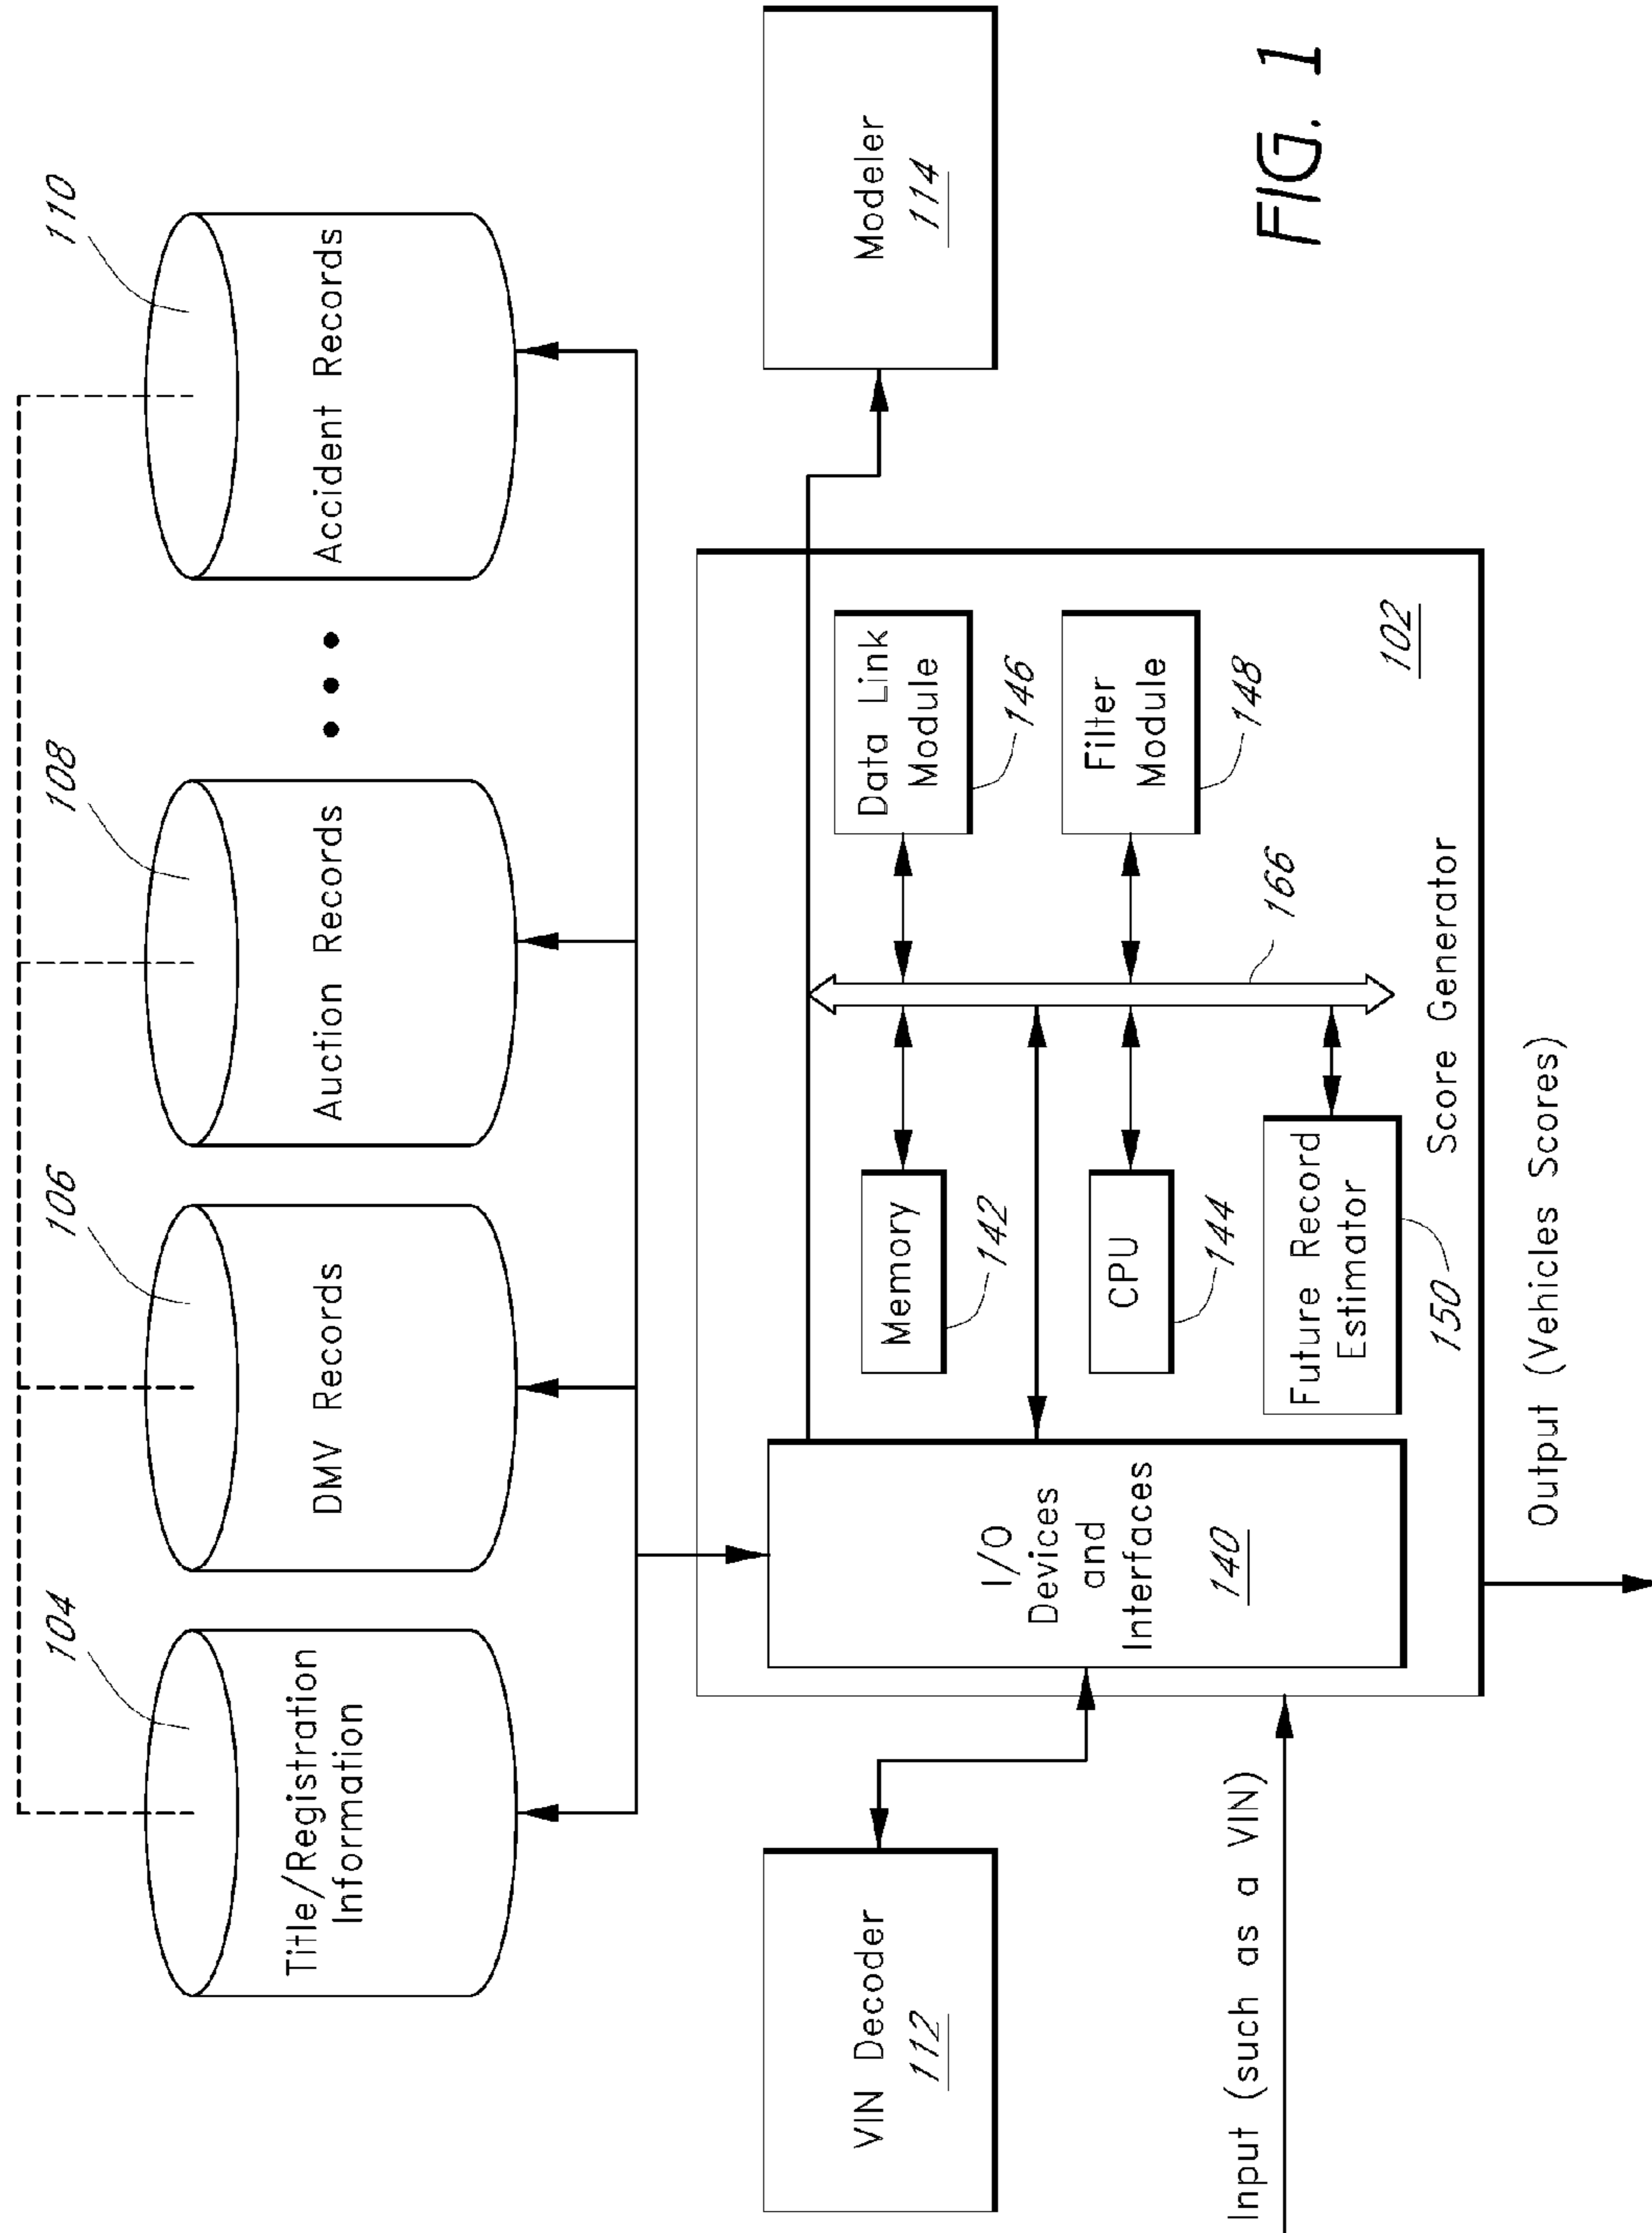 104
106
108
110
Title/Registration
Information
DMV Records
Auction Records
Accident Records
VIN Decoder
112
Modeler
114
I/O
Devices
and
Interfaces
140
Memory
142
Data Link
Module
146
CPU
144
Filter
Module
148
Future Record
Estimator
150
166
102
Score Generator
Input (such as a VIN)
Output (Vehicles Scores)
FIG. 1